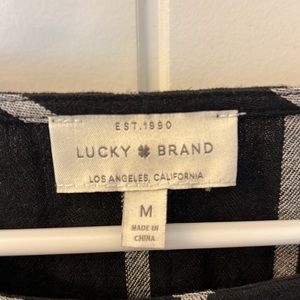 EST. 1990
LUCKY BRAND
LOS ANGELES, CALIFORNIA
M
MADE IN
CHINA